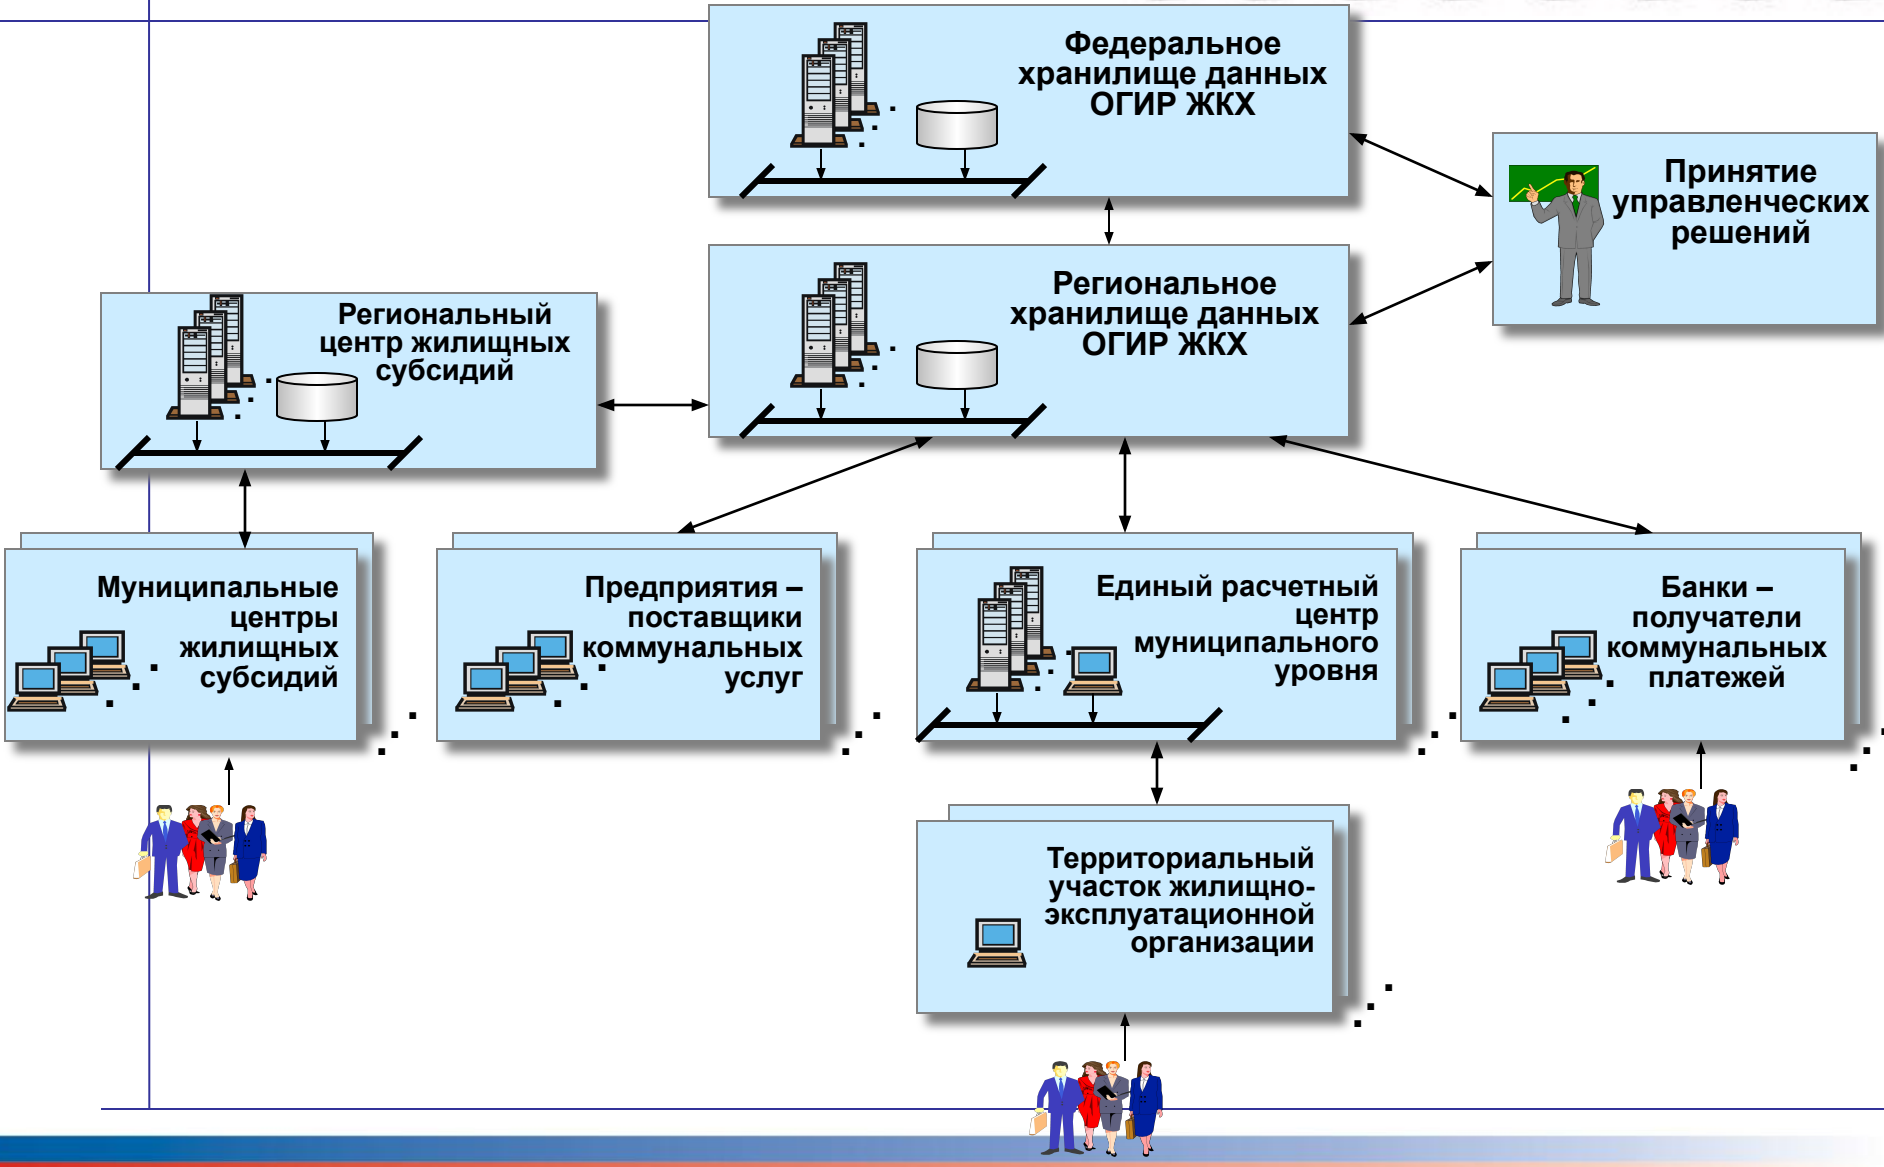 Федеральное
хранилище данных
ОГИР ЖКХ
Принятие
управленческих
решений
Региональное
хранилище данных
ОГИР ЖКХ
Региональный
центр жилищных
субсидий
Муниципальные
центры
жилищных
субсидий
Предприятия –
поставщики
коммунальных
услуг
Единый расчетный
центр
муниципального
уровня
Банки –
получатели
коммунальных
платежей
Территориальный
участок жилищно-
эксплуатационной
организации